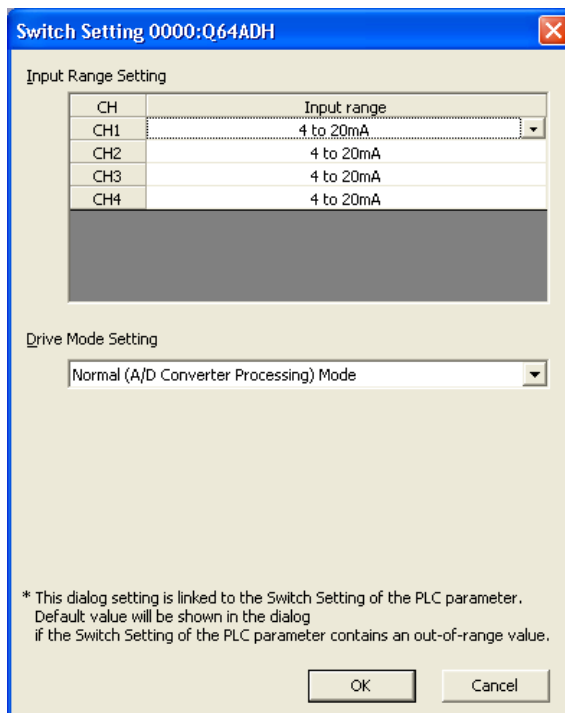 Switch Setting 0000:Q64ADH
Input Range Setting
CH Input range
CH1 4 to 20mA
CH2 4 to 20mA
CH3 4 to 20mA
CH4 4 to 20mA
Drive Mode Setting
Normal (A/D Converter Processing) Mode
* This dialog setting is linked to the Switch Setting of the PLC parameter.
Default value will be shown in the dialog
if the Switch Setting of the PLC parameter contains an out-of-range value.
OK Cancel